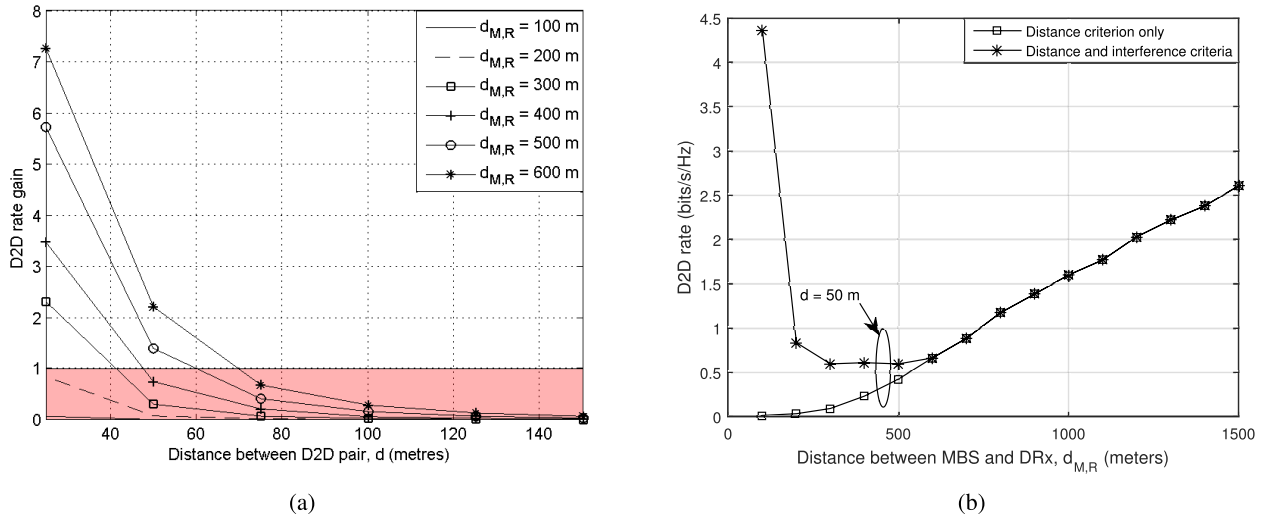 8
7
6
5
4
3
2
1
0
40
60
80
100
120
140
D2D rate gain
Distance between D2D pair, d (metres)
d_M,R = 100 m
d_M,R = 200 m
d_M,R = 300 m
d_M,R = 400 m
d_M,R = 500 m
d_M,R = 600 m
(a)
4.5
4
3.5
3
2.5
2
1.5
1
0.5
0
0
500
1000
1500
D2D rate (bits/s/Hz)
Distance between MBS and DRx, d_M,R (meters)
Distance criterion only
Distance and interference criteria
d = 50 m
(b)